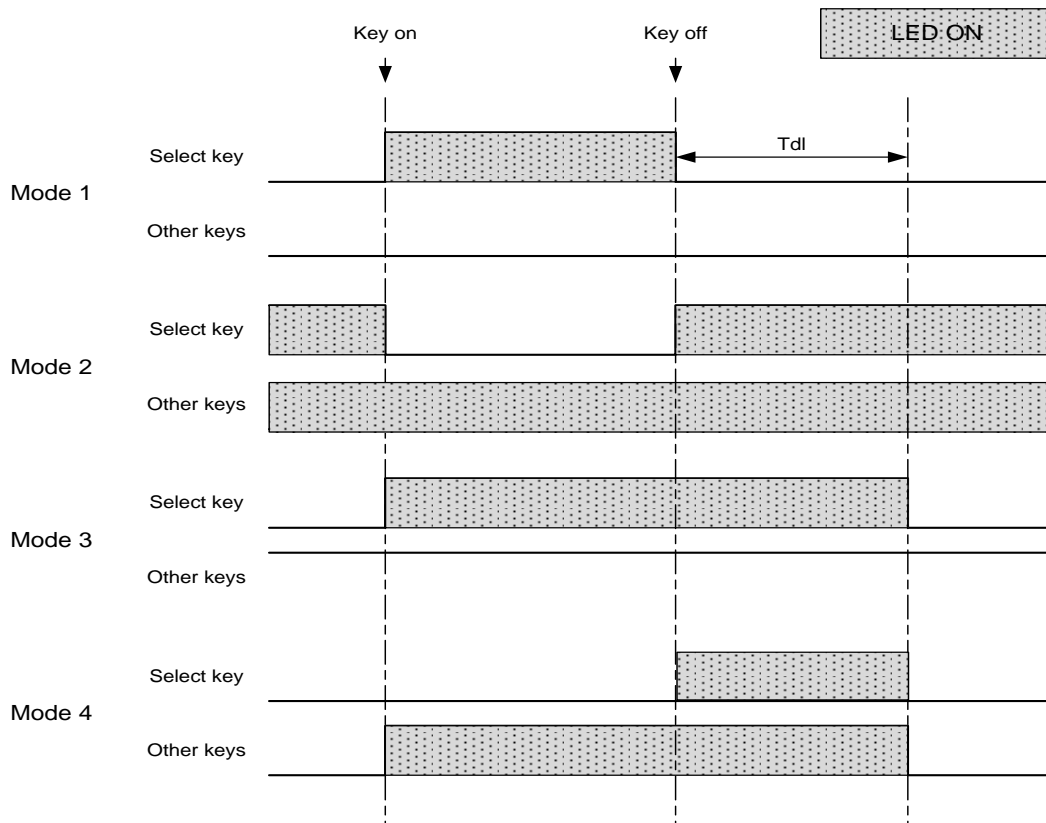 Key on
Key off
LED ON
Select key
Tdl
Mode 1
Other keys
Select key
Mode 2
Other keys
Select key
Mode 3
Other keys
Select key
Mode 4
Other keys